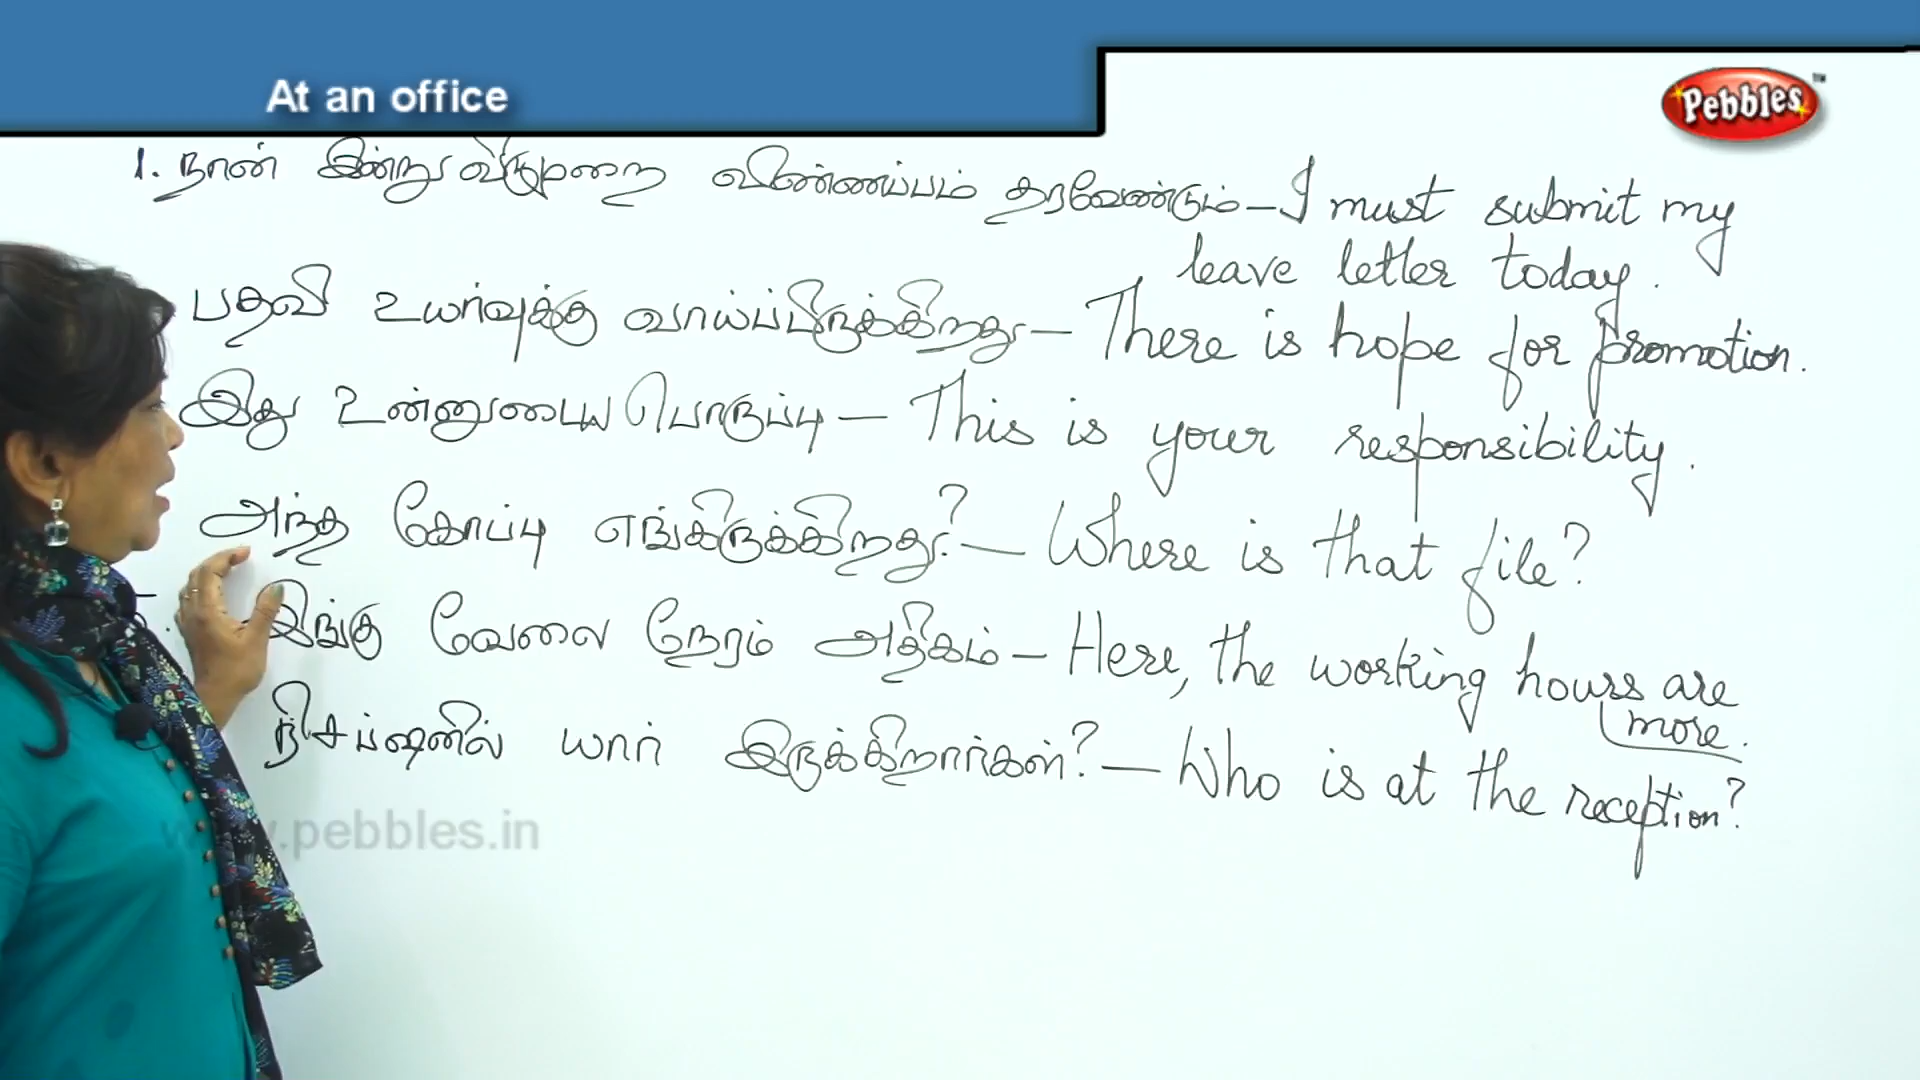 At an office
Pebbles™
1. நான் இன்று விடுமுறை விண்ணப்பம் தரவேண்டும் – I must submit my
leave letter today.
பதவி உயர்வுக்கு வாய்ப்பிருக்கிறது – There is hope for promotion.
இது உன்னுடைய பொருப்பு – This is your responsibility.
அந்த கோப்பு எங்கிருக்கிறது? – Where is that file?
இங்கு வேலை நேரம் அதிகம் – Here, the working hours are
more.
ரிசப்ஷனில் யார் இருக்கிறார்கள்? – Who is at the reception?
www.pebbles.in